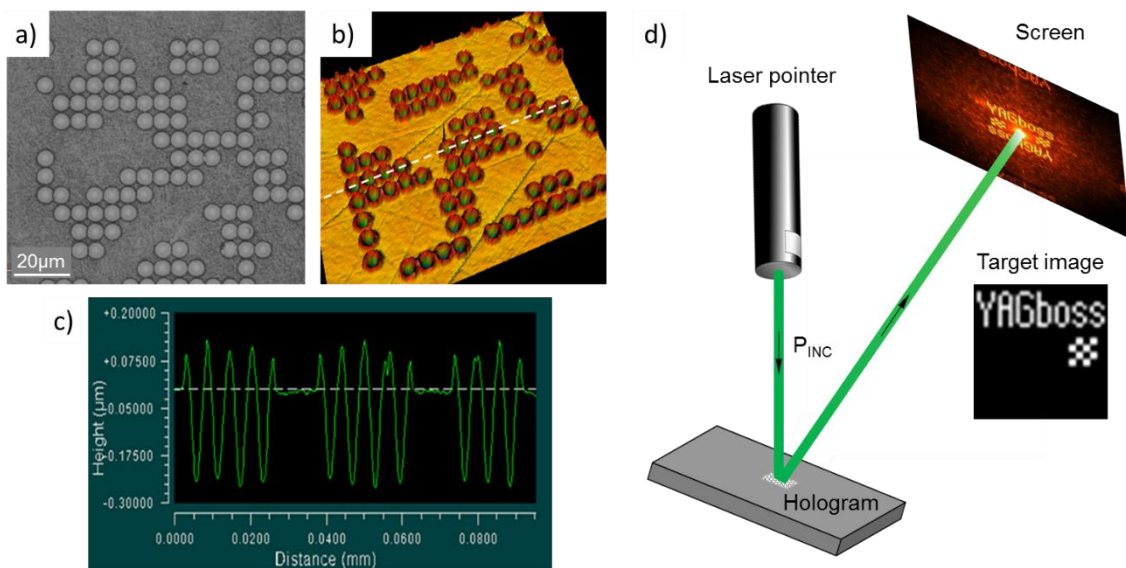 a)
20µm
b)
c)
+0.20000
+0.07500
-0.05000
-0.17500
-0.30000
Height (µm)
0.0000
0.0200
0.0400
0.0600
0.0800
Distance (mm)
d)
Screen
Laser pointer
YAGboss
YAGboss
Target image
YAGboss
P_INC
Hologram